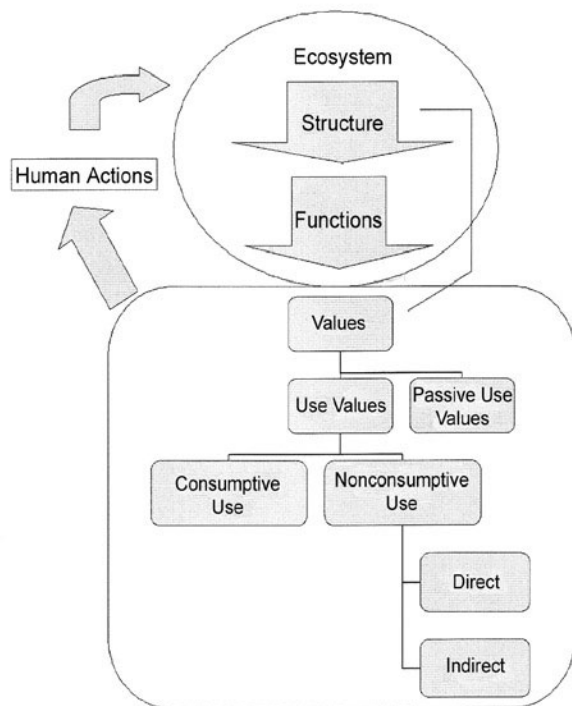 Ecosystem
Structure
Human Actions
Functions
Values
Use Values
Passive Use
Values
Consumptive
Use
Nonconsumptive
Use
Direct
Indirect